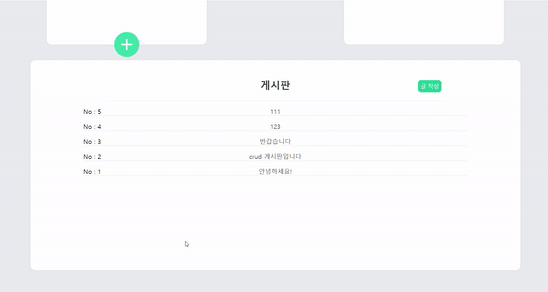 게시판
글 작성
No : 5 111
No : 4 123
No : 3 반갑습니다
No : 2 crud 게시판입니다
No : 1 안녕하세요!